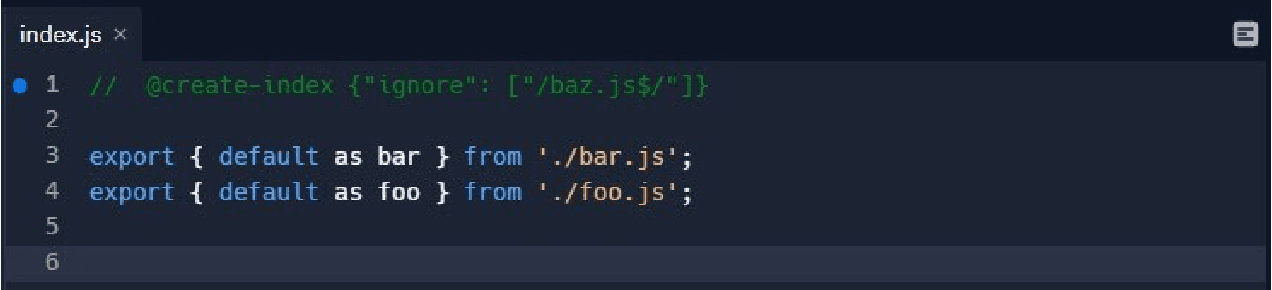 index.js ×
1 //  @create-index {"ignore": ["/baz.js$/"]}
2
3 export { default as bar } from './bar.js';
4 export { default as foo } from './foo.js';
5
6